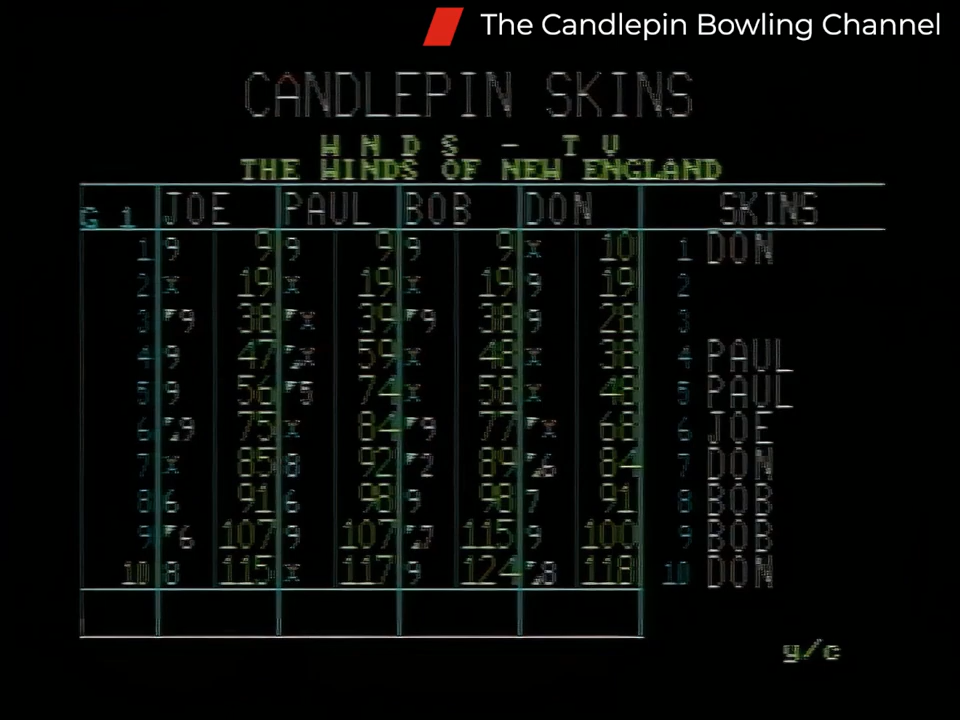 The Candlepin Bowling Channel
CANDLEPIN SKINS
W N D S - T V
THE WINDS OF NEW ENGLAND
G 1 JOE PAUL BOB DON SKINS
1 9 9 9 9 9 9 x 10 1 DON
2 x 19 x 19 x 19 9 19 2
3 9 38 x 39 9 38 9 28 3
4 9 47 x 59 x 48 x 38 4 PAUL
5 9 56 5 74 x 58 x 48 5 PAUL
6 9 75 x 84 9 77 x 68 6 JOE
7 x 85 8 92 2 89 6 84 7 DON
8 6 91 6 98 9 98 7 91 8 BOB
9 6 107 9 107 7 115 9 100 9 BOB
10 8 115 x 117 9 124 8 118 10 DON
y/c